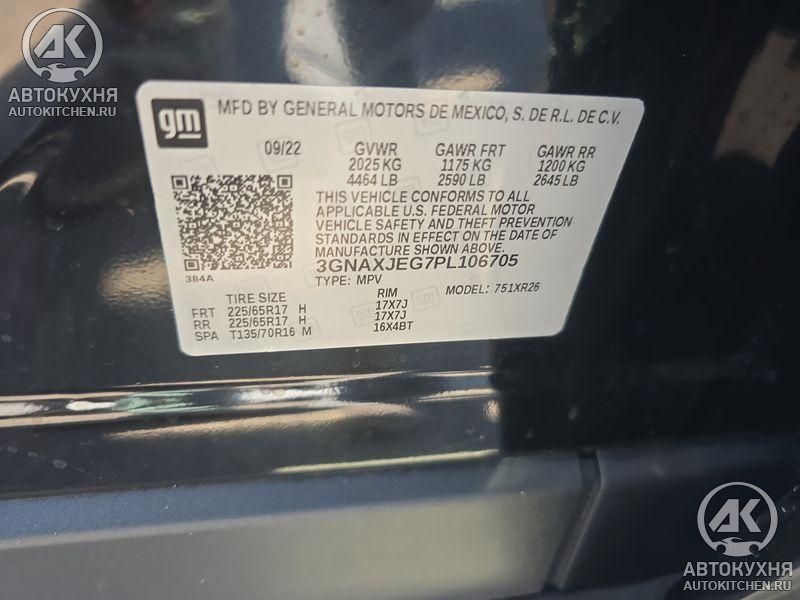 AK
АВТОКУХНЯ
AUTOKITCHEN.RU
gm MFD BY GENERAL MOTORS DE MEXICO, S. DE R.L. DE C.V.
09/22 GVWR GAWR FRT GAWR RR
2025 KG 1175 KG 1200 KG
4464 LB 2590 LB 2645 LB
THIS VEHICLE CONFORMS TO ALL
APPLICABLE U.S. FEDERAL MOTOR
VEHICLE SAFETY AND THEFT PREVENTION
STANDARDS IN EFFECT ON THE DATE OF
MANUFACTURE SHOWN ABOVE.
384A 3GNAXJEG7PL106705
TYPE: MPV MODEL: 751XR26
TIRE SIZE RIM
FRT 225/65R17 H 17X7J
RR 225/65R17 H 17X7J
SPA T135/70R16 M 16X4BT
AK
АВТОКУХНЯ
AUTOKITCHEN.RU